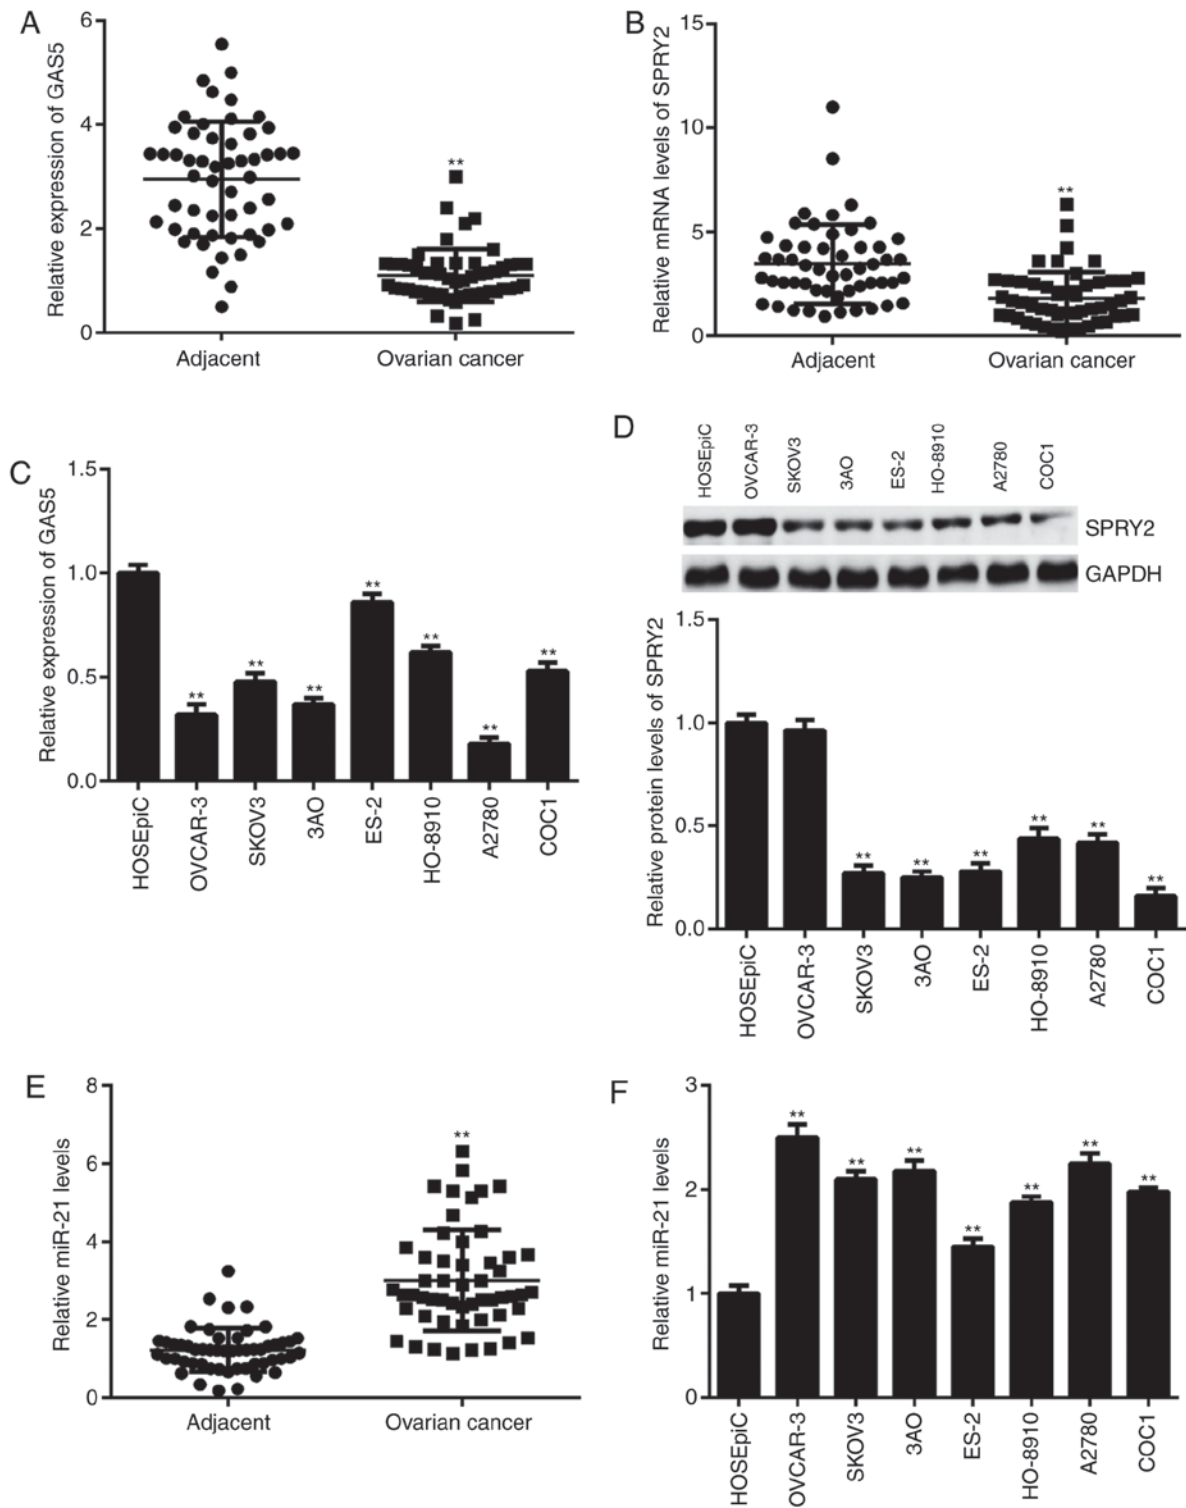 A
Relative expression of GAS5
6
4
2
0
**
Adjacent
Ovarian cancer
B
Relative mRNA levels of SPRY2
15
10
5
0
**
Adjacent
Ovarian cancer
C
Relative expression of GAS5
1.5
1.0
0.5
0.0
** ** ** ** ** ** **
HOSEpiC
OVCAR-3
SKOV3
3AO
ES-2
HO-8910
A2780
COC1
D
HOSEpiC
OVCAR-3
SKOV3
3AO
ES-2
HO-8910
A2780
COC1
SPRY2
GAPDH
Relative protein levels of SPRY2
1.5
1.0
0.5
0.0
** ** ** ** ** **
HOSEpiC
OVCAR-3
SKOV3
3AO
ES-2
HO-8910
A2780
COC1
E
Relative miR-21 levels
8
6
4
2
0
**
Adjacent
Ovarian cancer
F
Relative miR-21 levels
3
2
1
0
** ** ** ** ** ** **
HOSEpiC
OVCAR-3
SKOV3
3AO
ES-2
HO-8910
A2780
COC1